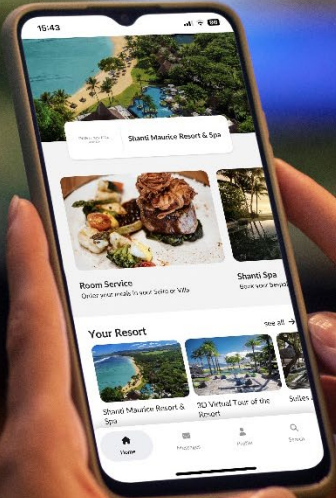 15:43
Shanti Maurice Resort & Spa
Room Service
Order your meals in your Suite or Villa
Shanti Spa
Book your
Your Resort
see all →
Shanti Maurice Resort &
Spa
3D Virtual Tour of the
Resort
Suites
Home
Messages
Profile
Search